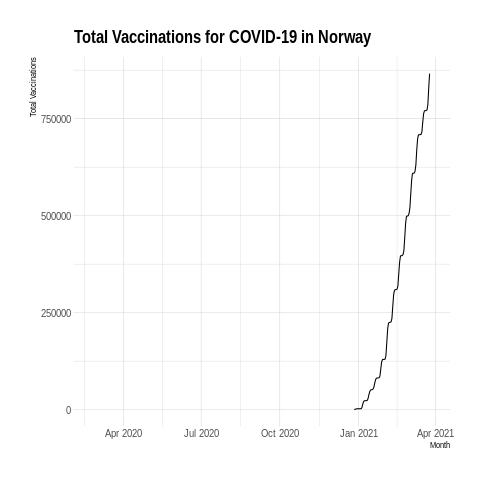 Total Vaccinations for COVID-19 in Norway
Total Vaccinations
750000
500000
250000
0
Apr 2020 Jul 2020 Oct 2020 Jan 2021 Apr 2021
Month